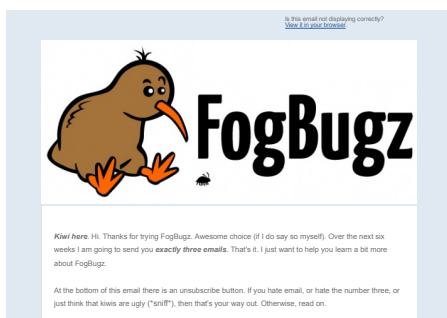 Is this email not displaying correctly?
View it in your browser.
FogBugz
Kiwi here. Hi. Thanks for trying FogBugz. Awesome choice (if I do say so myself). Over the next six
weeks I am going to send you exactly three emails. That's it. I just want to help you learn a bit more
about FogBugz.
At the bottom of this email there is an unsubscribe button. If you hate email, or hate the number three, or
just think that kiwis are ugly (*sniff*), then that's your way out. Otherwise, read on.